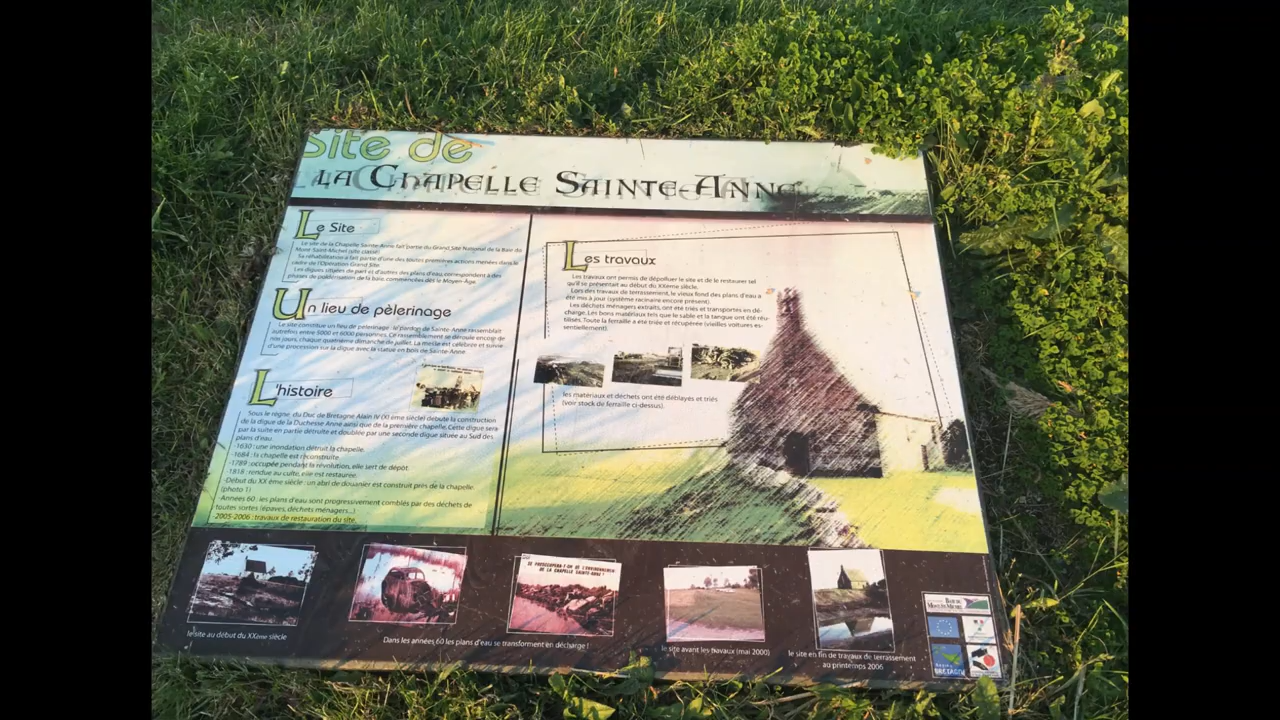 Site de
LA CHAPELLE SAINTE-ANNE
Le Site
Le site de la Chapelle Sainte-Anne fait partie du Grand Site National de la Baie du
Mont-Saint-Michel (site classé).
Sa réhabilitation a fait partie d'une des toutes premières actions menées dans le
cadre de l'Opération Grand Site.
Les digues situées de part et d'autres des plans d'eau, correspondent à des
phases de poldérisation de la baie, commencées dès le Moyen-Age.
Un lieu de pèlerinage
Le site constitue un lieu de pèlerinage : le pardon de Sainte-Anne rassemblait
autrefois entre 5000 et 6000 personnes. Ce rassemblement se déroule encore de
nos jours, chaque quatrième dimanche de juillet. La messe est célébrée et suivie
d'une procession sur la digue avec la statue en bois de Sainte-Anne.
L'histoire
Sous le règne du Duc de Bretagne Alain IV (XI ème siècle) débute la construction
de la digue de la Duchesse Anne ainsi que de la première chapelle. Cette digue sera
par la suite en partie détruite et doublée par une seconde digue située au Sud des
plans d'eau.
-1630 : une inondation détruit la chapelle.
-1684 : la chapelle est reconstruite.
-1789 : occupée pendant la révolution, elle sert de dépôt.
-1818 : rendue au culte, elle est restaurée.
-Début du XX ème siècle : un abri de douanier est construit près de la chapelle.
(photo 1)
-Années 60 : les plans d'eau sont progressivement comblés par des déchets de
toutes sortes (épaves, déchets ménagers...)
-2005-2006 : travaux de restauration du site.
Les travaux
Les travaux ont permis de dépolluer le site et de le restaurer tel
qu'il se présentait au début du XXème siècle.
Lors des travaux de terrassement, le vieux fond des plans d'eau a
été mis à jour (système racinaire encore présent).
Les déchets ménagers extraits, ont été triés et transportés en dé-
charge. Les bons matériaux tels que le sable et la tangue ont été réu-
tilisés. Toute la ferraille a été triée et récupérée (vieilles voitures es-
sentiellement).
les matériaux et déchets ont été déblayés et triés
(voir stock de ferraille ci-dessus).
SE PREOCCUPERA-T-ON DE L'ENVIRONNEMENT
DE LA CHAPELLE SAINTE-ANNE ?
le site au début du XXème siècle
Dans les années 60 les plans d'eau se transforment en décharge !
le site avant les travaux (mai 2000)
le site en fin de travaux de terrassement
au printemps 2006
BAIE DU
MONT-ST-MICHEL
Région
BRETAGNE